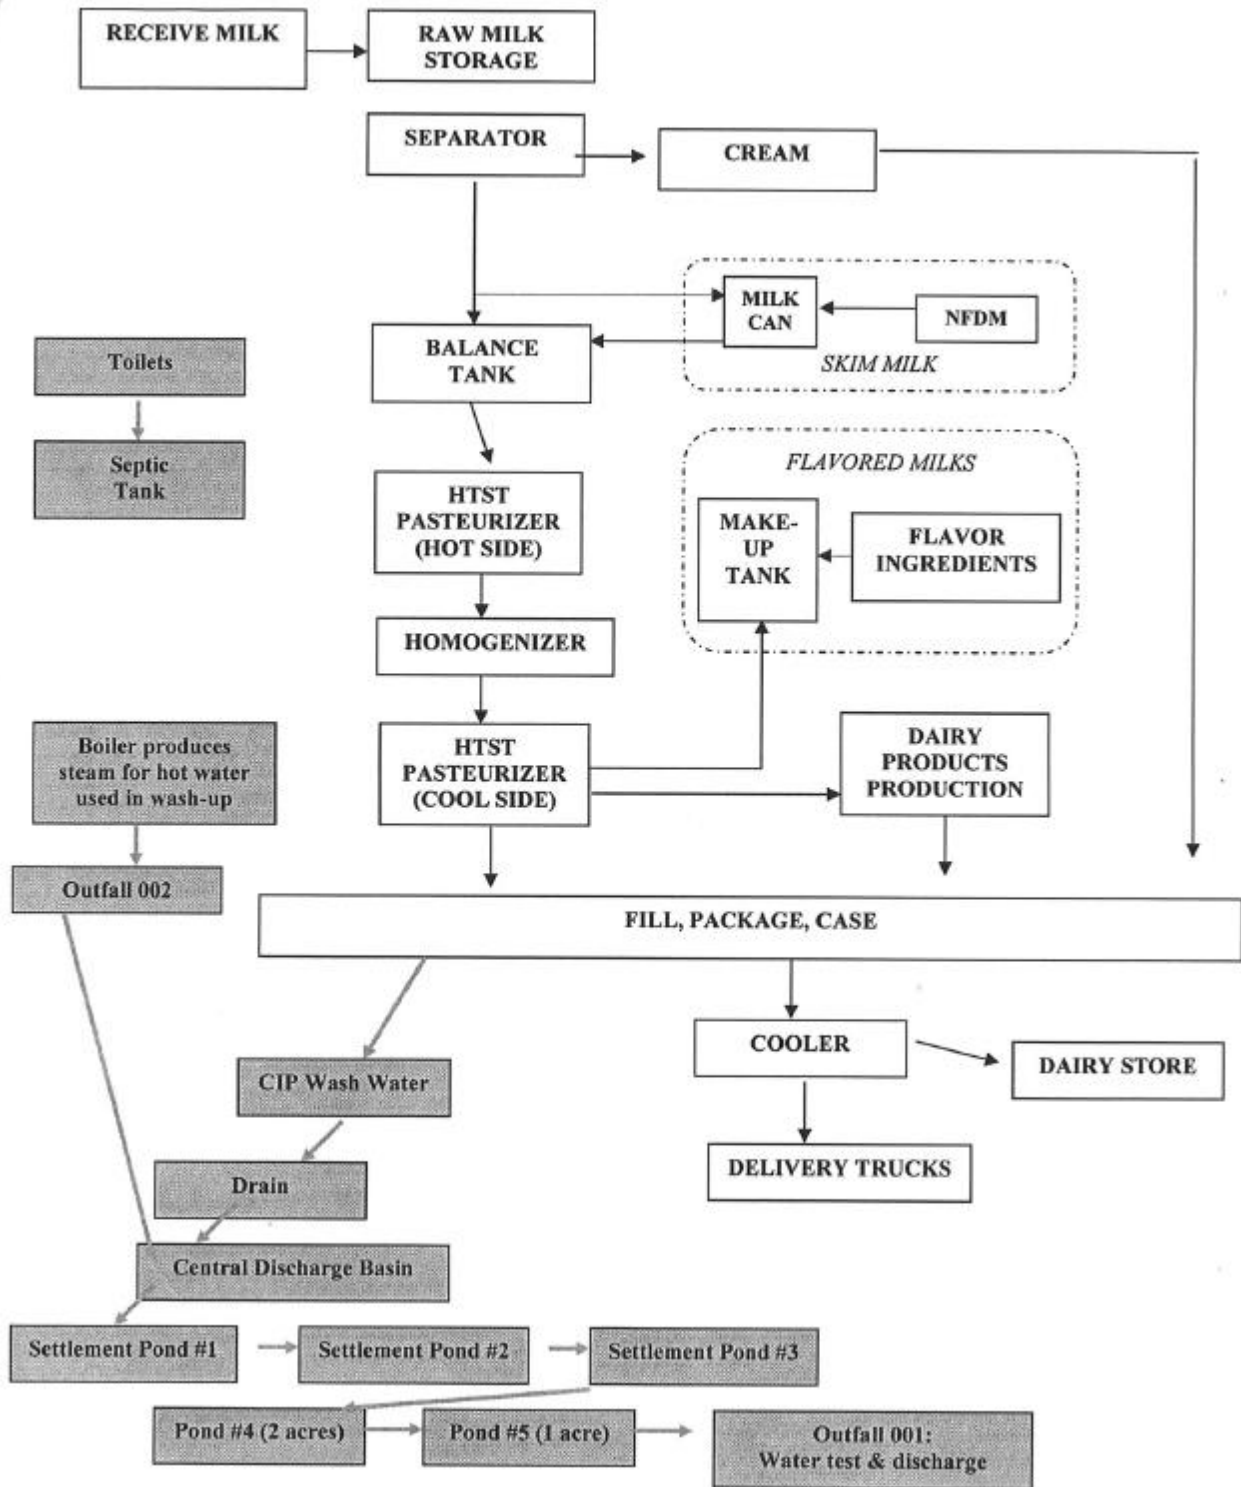 RECEIVE MILK
RAW MILK
STORAGE
SEPARATOR
CREAM
MILK
CAN
NFDM
SKIM MILK
BALANCE
TANK
Toilets
Septic
Tank
FLAVORED MILKS
HTST
PASTEURIZER
(HOT SIDE)
MAKE-
UP
TANK
FLAVOR
INGREDIENTS
HOMOGENIZER
Boiler produces
steam for hot water
used in wash-up
HTST
PASTEURIZER
(COOL SIDE)
DAIRY
PRODUCTS
PRODUCTION
Outfall 002
FILL, PACKAGE, CASE
COOLER
DAIRY STORE
CIP Wash Water
DELIVERY TRUCKS
Drain
Central Discharge Basin
Settlement Pond #1
Settlement Pond #2
Settlement Pond #3
Pond #4 (2 acres)
Pond #5 (1 acre)
Outfall 001:
Water test & discharge